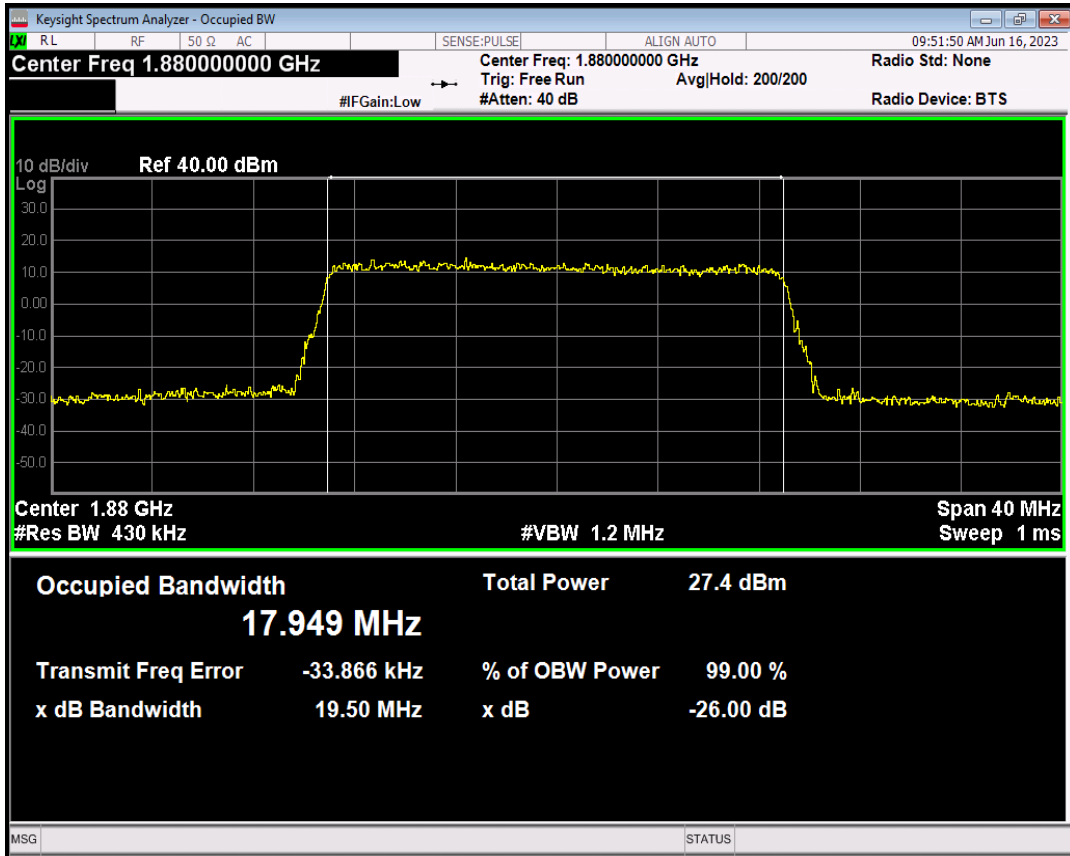 Keysight Spectrum Analyzer - Occupied BW
LXI RL RF 50 Ω AC SENSE:PULSE ALIGN AUTO 09:51:50 AM Jun 16, 2023
Center Freq 1.880000000 GHz Center Freq: 1.880000000 GHz Radio Std: None
Trig: Free Run Avg|Hold: 200/200
#IFGain:Low #Atten: 40 dB Radio Device: BTS
10 dB/div Ref 40.00 dBm
Log
30.0
20.0
10.0
0.00
-10.0
-20.0
-30.0
-40.0
-50.0
Center 1.88 GHz Span 40 MHz
#Res BW 430 kHz #VBW 1.2 MHz Sweep 1 ms
Occupied Bandwidth Total Power 27.4 dBm
17.949 MHz
Transmit Freq Error -33.866 kHz % of OBW Power 99.00 %
x dB Bandwidth 19.50 MHz x dB -26.00 dB
MSG STATUS